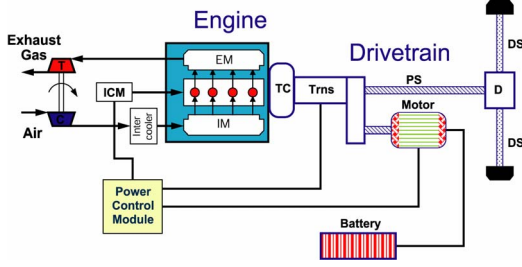 Engine
Exhaust
Gas
T
EM
Drivetrain
DS
ICM
TC
Trns
PS
D
C
Air
Inter
cooler
IM
Motor
DS
Power
Control
Module
Battery